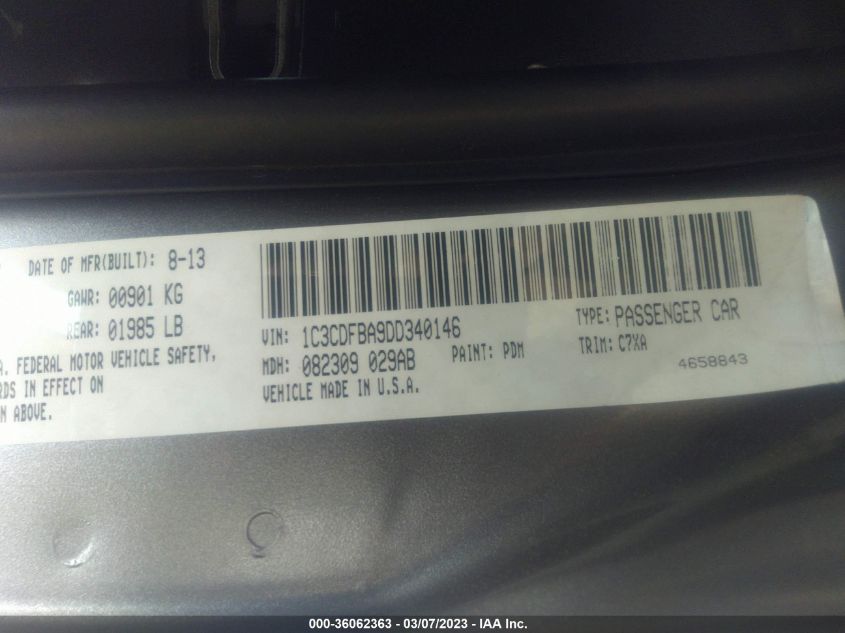 DATE OF MFR(BUILT): 8-13
GAWR: 00901 KG
REAR: 01985 LB
A. FEDERAL MOTOR VEHICLE SAFETY,
RDS IN EFFECT ON
N ABOVE.
VIN: 1C3CDFBA9DD340146
TYPE: PASSENGER CAR
MDH: 082309 029AB
PAINT: PDM
TRIM: C7XA
VEHICLE MADE IN U.S.A.
4658843
000-36062363 - 03/07/2023 - IAA Inc.